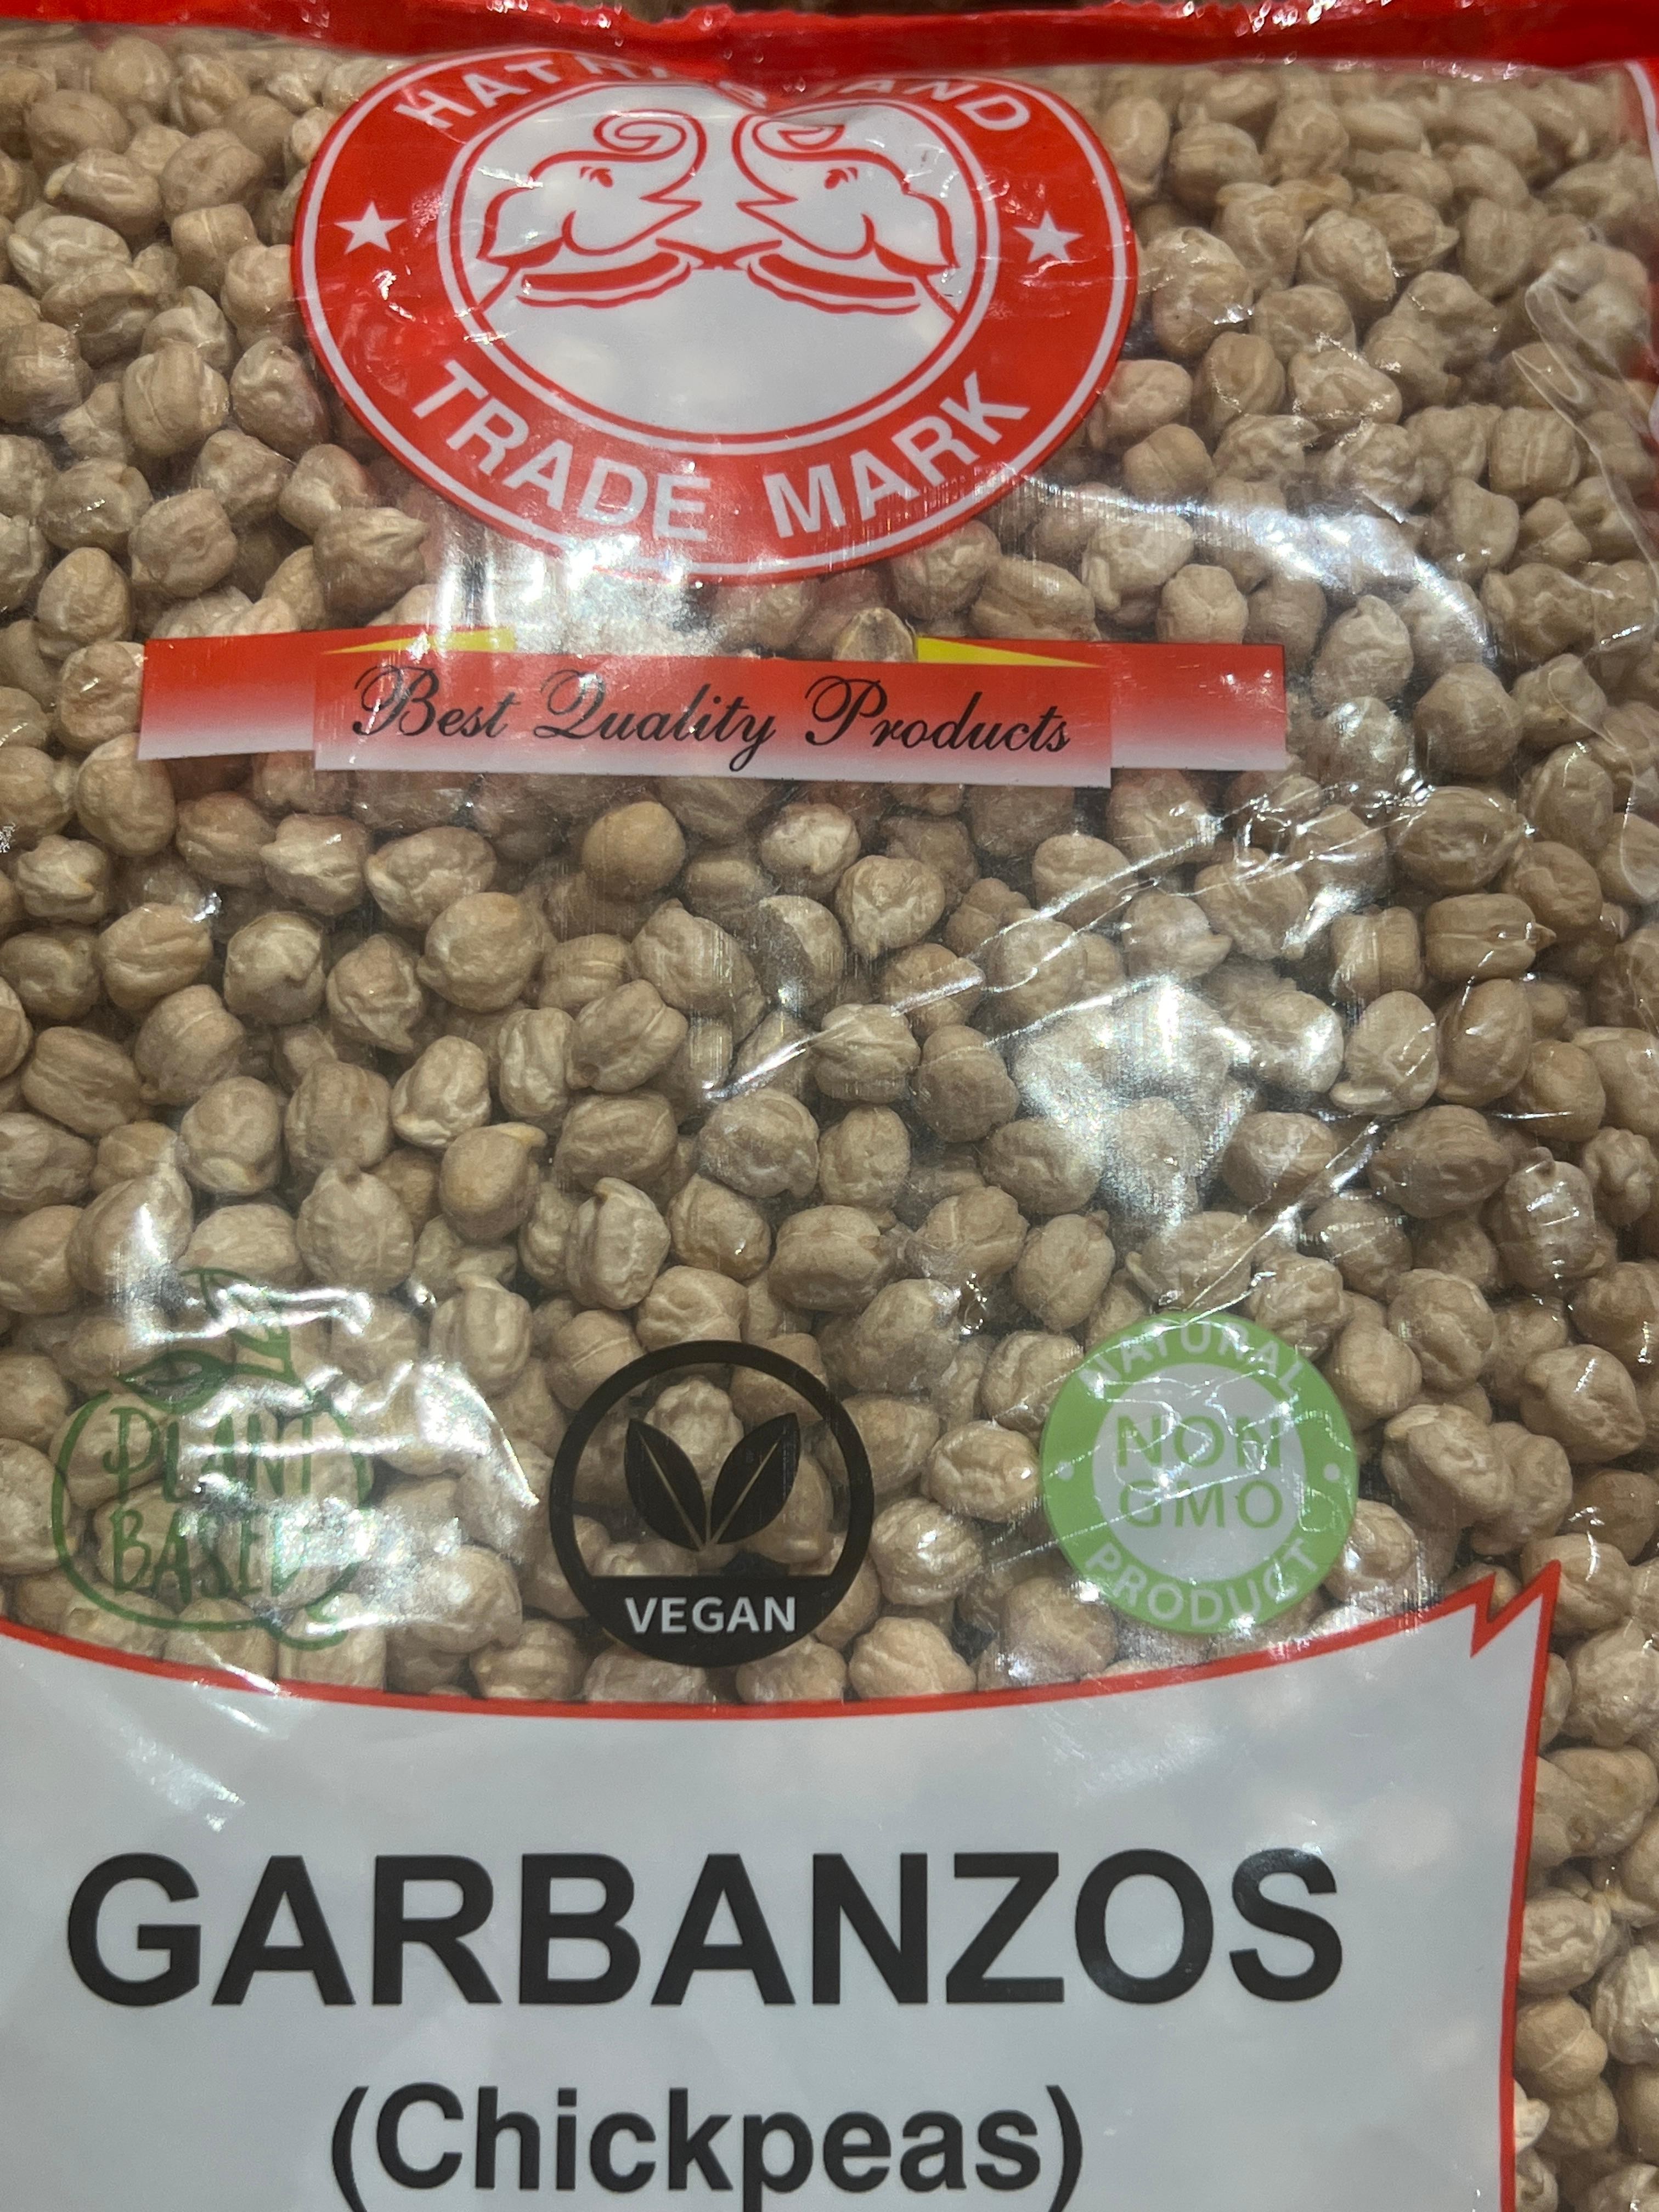 TRADE MARK
Best Quality Products
PLANT
BASED
VEGAN
NATURAL
NON
GMO
PRODUCT
GARBANZOS
(Chickpeas)